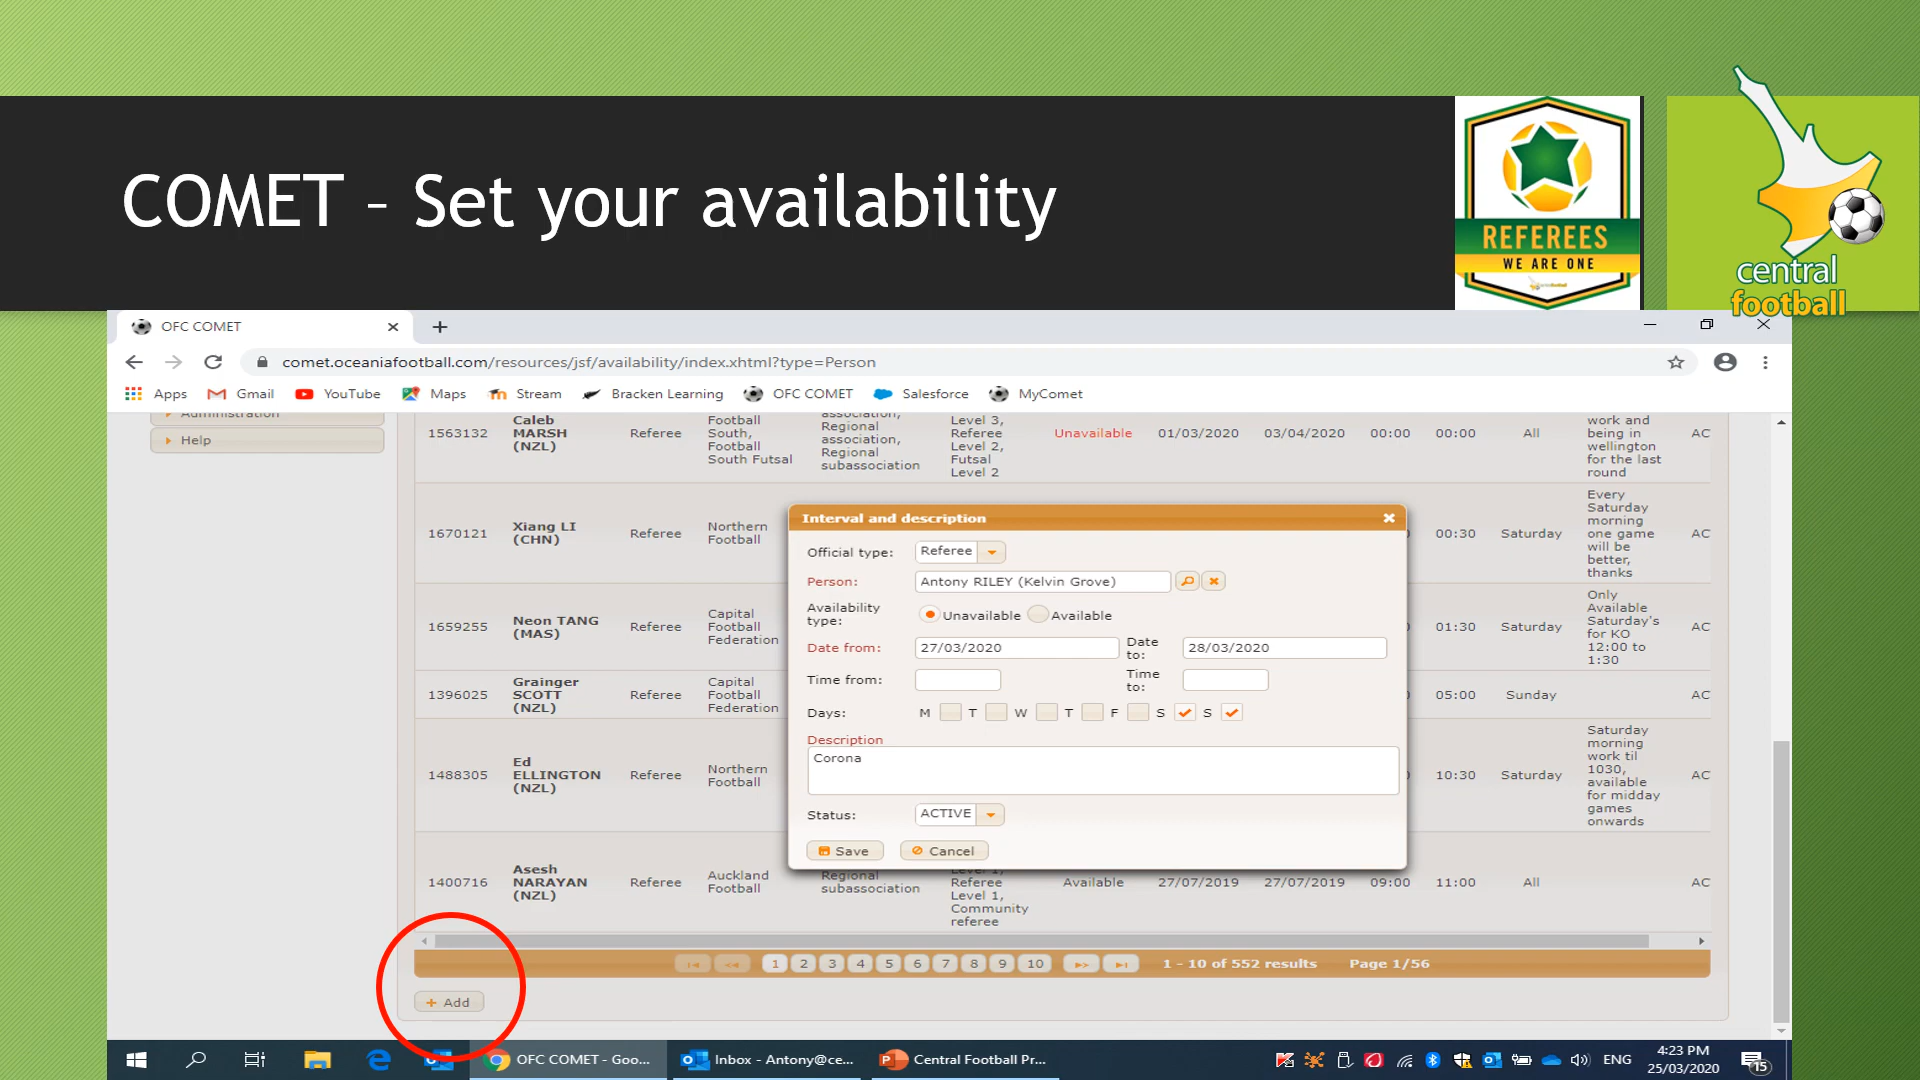 COMET – Set your availability
REFEREES
WE ARE ONE
central
football
OFC COMET
comet.oceaniafootball.com/resources/jsf/availability/index.xhtml?type=Person
Apps Gmail YouTube Maps Stream Bracken Learning OFC COMET Salesforce MyComet
Administration
Help
1563132
Caleb
MARSH
(NZL)
Referee
Football
South,
Football
South Futsal
association,
Regional
association,
Regional
subassociation
Level 3,
Referee
Level 2,
Futsal
Level 2
Unavailable 01/03/2020 03/04/2020 00:00 00:00 All
work and
being in
wellington
for the last
round
AC
1670121
Xiang LI
(CHN)
Referee
Northern
Football
00:30 Saturday
Every
Saturday
morning
one game
will be
better,
thanks
AC
1659255
Neon TANG
(MAS)
Referee
Capital
Football
Federation
01:30 Saturday
Only
Available
Saturday's
for KO
12:00 to
1:30
AC
1396025
Grainger
SCOTT
(NZL)
Referee
Capital
Football
Federation
05:00 Sunday
AC
1488305
Ed
ELLINGTON
(NZL)
Referee
Northern
Football
10:30 Saturday
Saturday
morning
work til
1030,
available
for midday
games
onwards
AC
1400716
Asesh
NARAYAN
(NZL)
Referee
Auckland
Football
Regional
subassociation
Level 1,
Referee
Level 1,
Community
referee
Available 27/07/2019 27/07/2019 09:00 11:00 All
AC
Interval and description
Official type: Referee
Person: Antony RILEY (Kelvin Grove)
Availability
type:
Unavailable Available
Date from: 27/03/2020
Date
to:
28/03/2020
Time from:
Time
to:
Days: M T W T F S S
Description
Corona
Status: ACTIVE
Save Cancel
1 2 3 4 5 6 7 8 9 10 1 - 10 of 552 results Page 1/56
+ Add
OFC COMET - Goo... Inbox - Antony@ce... Central Football Pr...
ENG
4:23 PM
25/03/2020
15